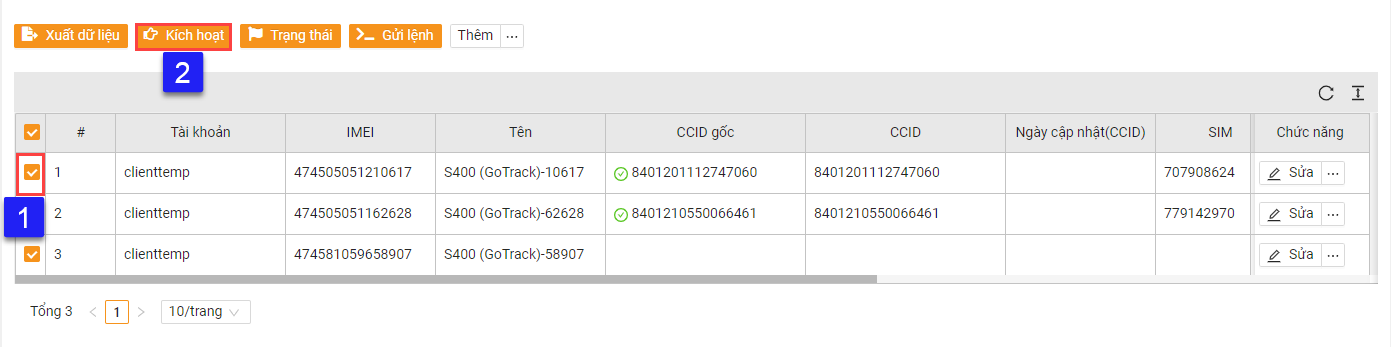 Xuất dữ liệu Kích hoạt Trạng thái Gửi lệnh Thêm ...
2
# Tài khoản IMEI Tên CCID gốc CCID Ngày cập nhật(CCID) SIM Chức năng
1 clienttemp 474505051210617 S400 (GoTrack)-10617 8401201112747060 8401201112747060 707908624 Sửa ...
1
2 clienttemp 474505051162628 S400 (GoTrack)-62628 8401210550066461 8401210550066461 779142970 Sửa ...
3 clienttemp 474581059658907 S400 (GoTrack)-58907 Sửa ...
Tổng 3 < 1 > 10/trang